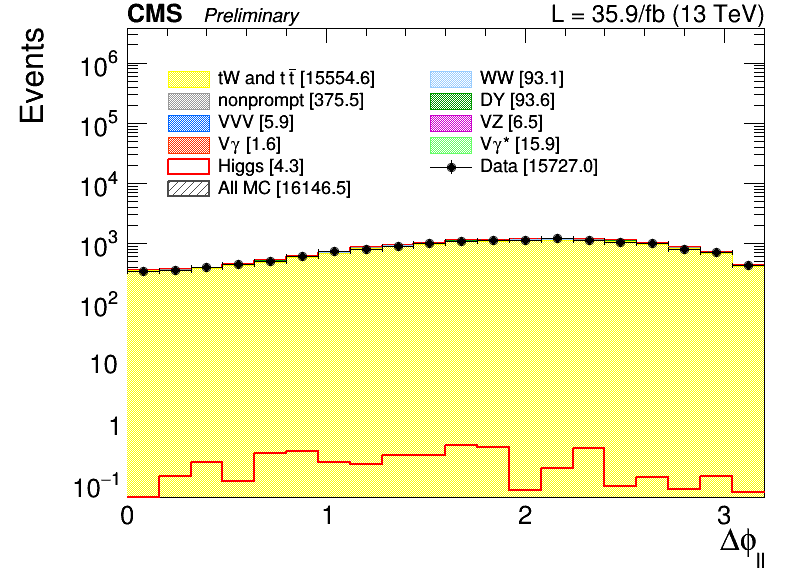 CMS Preliminary L = 35.9/fb (13 TeV)
Events
10⁶
10⁵
10⁴
10³
10²
10
1
10⁻¹
tW and t t̄ [15554.6]
nonprompt [375.5]
VVV [5.9]
Vγ [1.6]
Higgs [4.3]
All MC [16146.5]
WW [93.1]
DY [93.6]
VZ [6.5]
Vγ* [15.9]
Data [15727.0]
0 1 2 3
Δϕ_ll